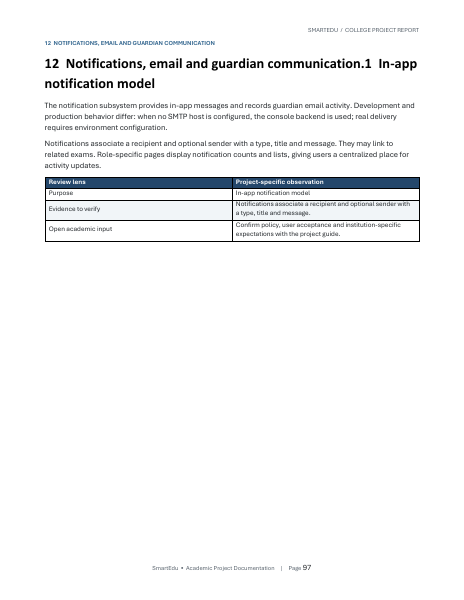 SMARTEDU / COLLEGE PROJECT REPORT
12 NOTIFICATIONS, EMAIL AND GUARDIAN COMMUNICATION
12 Notifications, email and guardian communication.1 In-app
notification model
The notification subsystem provides in-app messages and records guardian email activity. Development and
production behavior differ: when no SMTP host is configured, the console backend is used; real delivery
requires environment configuration.
Notifications associate a recipient and optional sender with a type, title and message. They may link to
related exams. Role-specific pages display notification counts and lists, giving users a centralized place for
activity updates.
Review lens Project-specific observation
Purpose In-app notification model
Evidence to verify Notifications associate a recipient and optional sender with
a type, title and message.
Open academic input Confirm policy, user acceptance and institution-specific
expectations with the project guide.
SmartEdu • Academic Project Documentation | Page 97